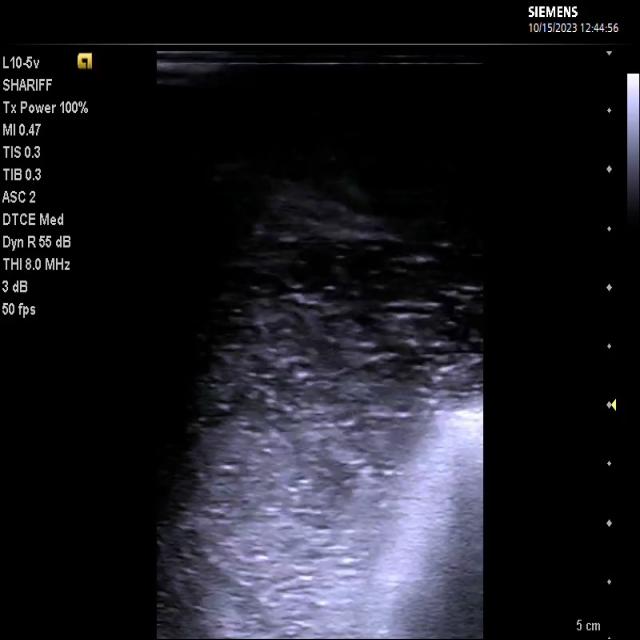 SIEMENS
10/15/2023 12:44:56
L10-5v
SHARIFF
Tx Power 100%
MI 0.47
TIS 0.3
TIB 0.3
ASC 2
DTCE Med
Dyn R 55 dB
THI 8.0 MHz
3 dB
50 fps
5 cm